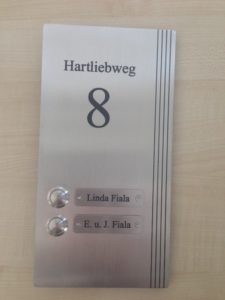 Hartliebweg
8
Linda Fiala
E. u. J. Fiala